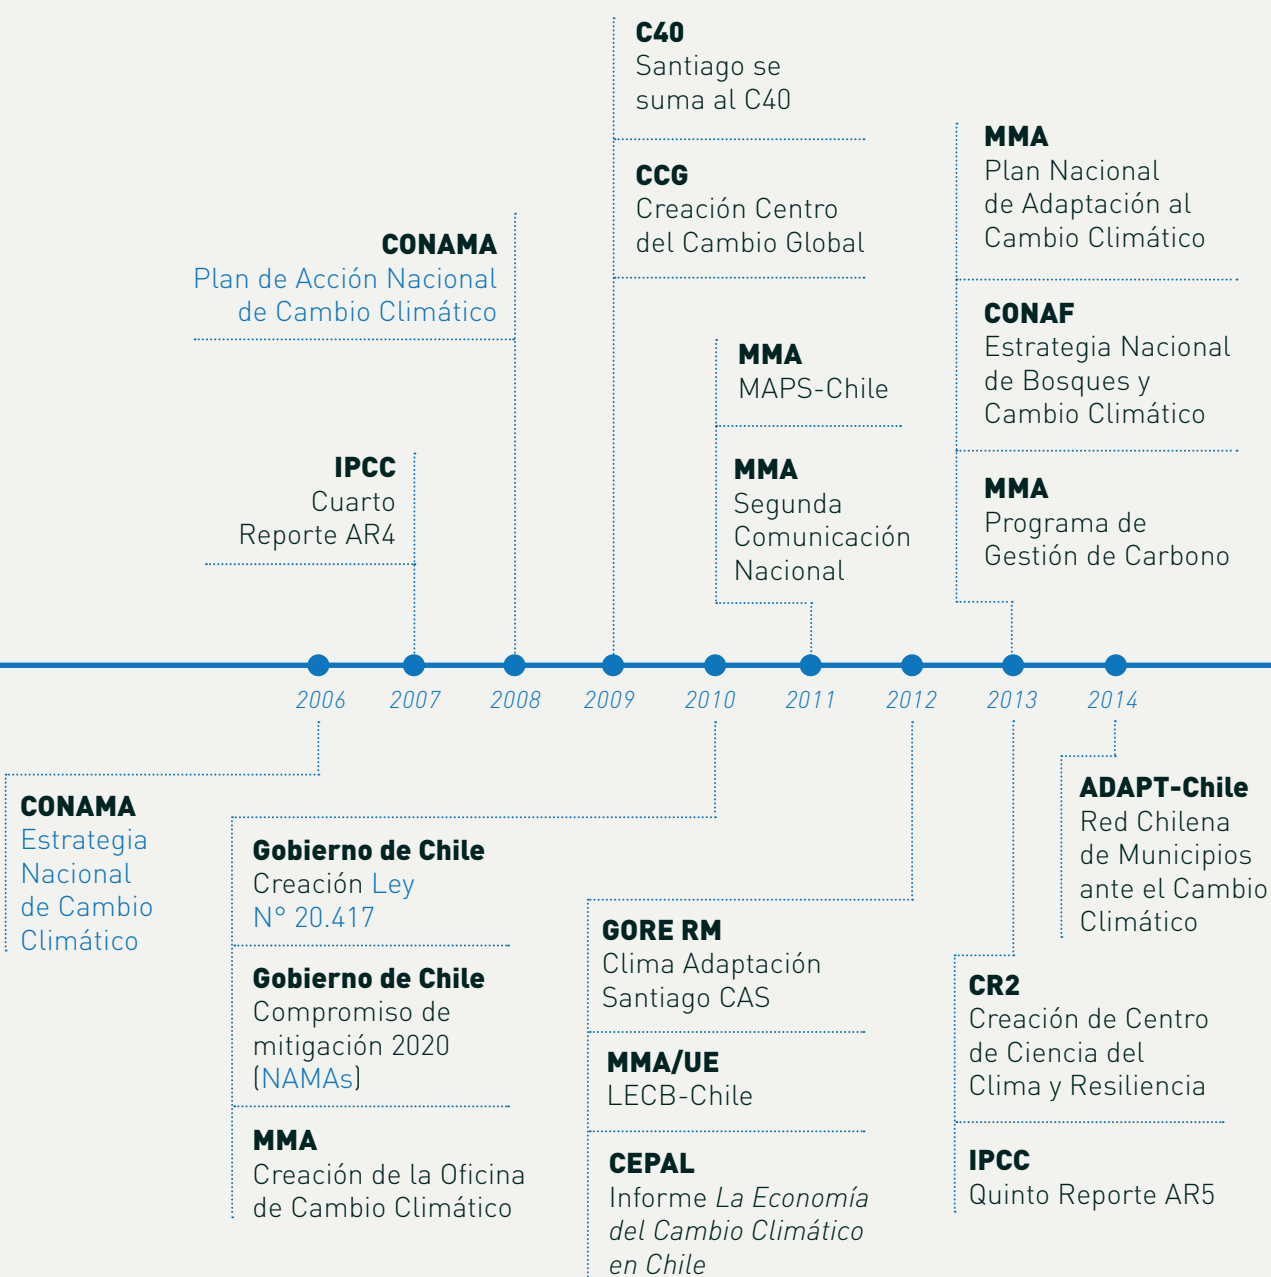 C40
Santiago se
suma al C40
CCG
Creación Centro
del Cambio Global
MMA
Plan Nacional
de Adaptación al
Cambio Climático
CONAMA
Plan de Acción Nacional
de Cambio Climático
CONAF
Estrategia Nacional
de Bosques y
Cambio Climático
MMA
MAPS-Chile
IPCC
Cuarto
Reporte AR4
MMA
Segunda
Comunicación
Nacional
MMA
Programa de
Gestión de Carbono
2006 2007 2008 2009 2010 2011 2012 2013 2014
CONAMA
Estrategia
Nacional
de Cambio
Climático
Gobierno de Chile
Creación Ley
N° 20.417
Gobierno de Chile
Compromiso de
mitigación 2020
(NAMAs)
MMA
Creación de la Oficina
de Cambio Climático
GORE RM
Clima Adaptación
Santiago CAS
MMA/UE
LECB-Chile
CEPAL
Informe La Economía
del Cambio Climático
en Chile
ADAPT-Chile
Red Chilena
de Municipios
ante el Cambio
Climático
CR2
Creación de Centro
de Ciencia del
Clima y Resiliencia
IPCC
Quinto Reporte AR5